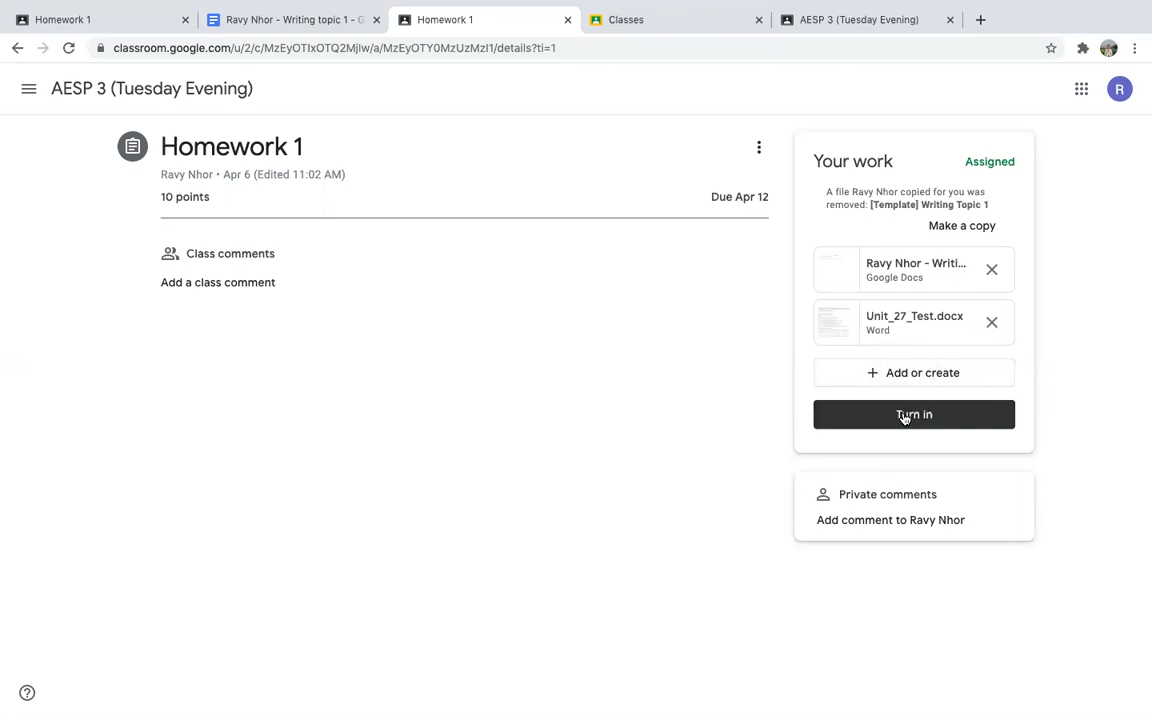 Homework 1
Ravy Nhor - Writing topic 1 - G
Homework 1
Classes
AESP 3 (Tuesday Evening)
classroom.google.com/u/2/c/MzEyOTIxOTQ2Mjlw/a/MzEyOTY0MzUzMzI1/details?ti=1
AESP 3 (Tuesday Evening)
R
Homework 1
Ravy Nhor • Apr 6 (Edited 11:02 AM)
10 points
Due Apr 12
Class comments
Add a class comment
Your work
Assigned
A file Ravy Nhor copied for you was
removed: [Template] Writing Topic 1
Make a copy
Ravy Nhor - Writi...
Google Docs
Unit_27_Test.docx
Word
+ Add or create
Turn in
Private comments
Add comment to Ravy Nhor